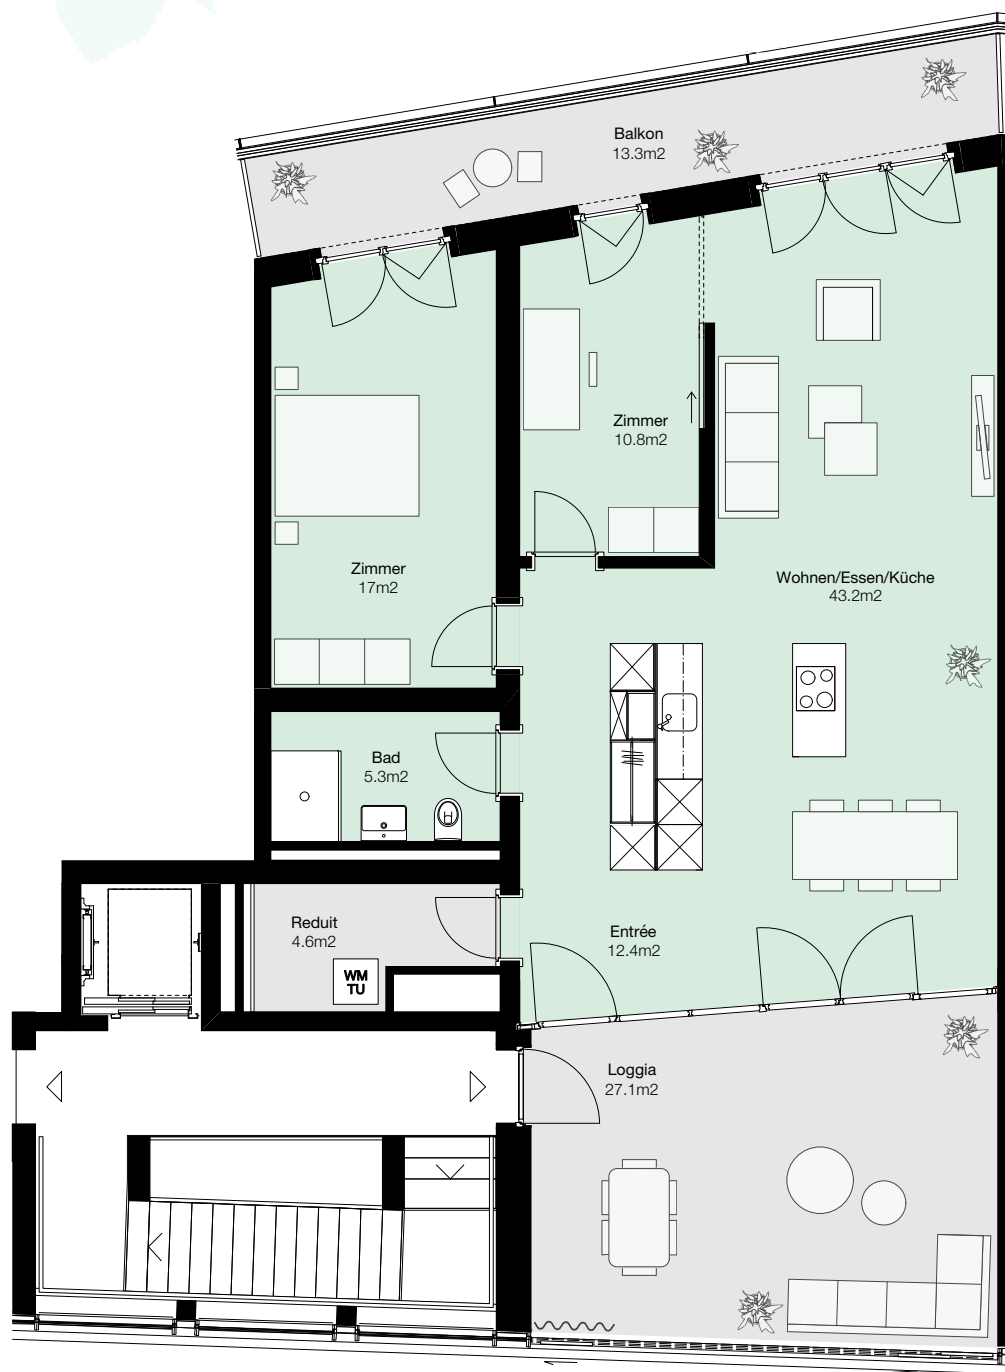 Balkon
13.3m2
Zimmer
10.8m2
Zimmer
17m2
Wohnen/Essen/Küche
43.2m2
Bad
5.3m2
Reduit
4.6m2
WM
TU
Entrée
12.4m2
Loggia
27.1m2